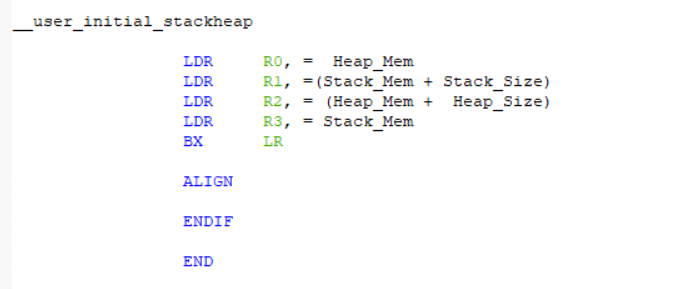 __user_initial_stackheap
LDR R0, = Heap_Mem
LDR R1, =(Stack_Mem + Stack_Size)
LDR R2, = (Heap_Mem + Heap_Size)
LDR R3, = Stack_Mem
BX LR
ALIGN
ENDIF
END